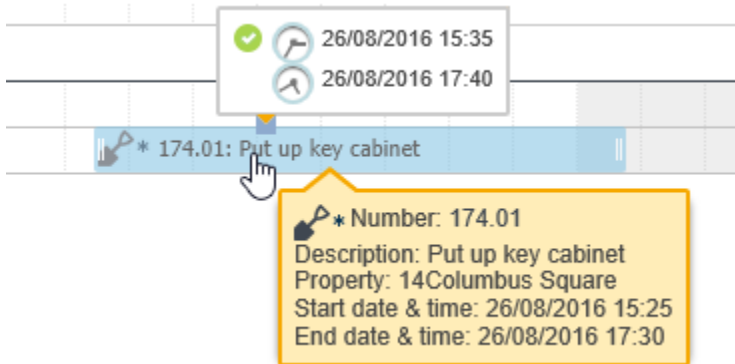 26/08/2016 15:35
26/08/2016 17:40
* 174.01: Put up key cabinet
* Number: 174.01
Description: Put up key cabinet
Property: 14Columbus Square
Start date & time: 26/08/2016 15:25
End date & time: 26/08/2016 17:30